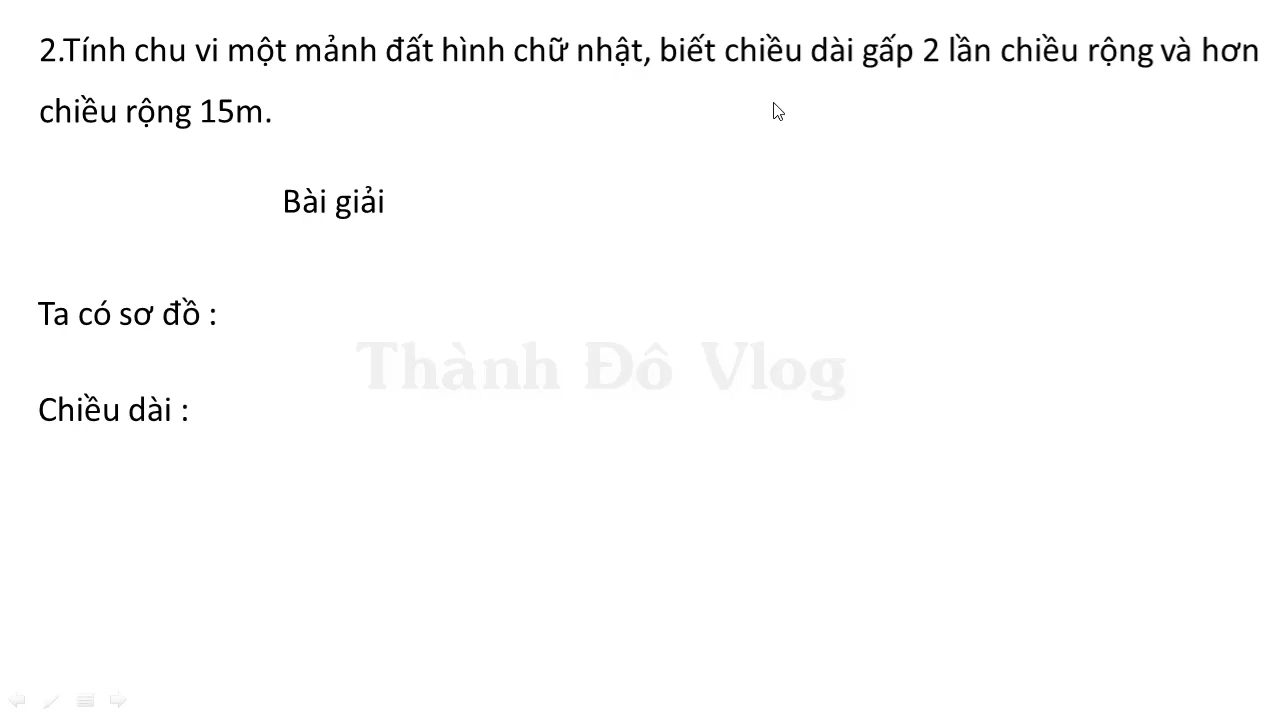 2.Tính chu vi một mảnh đất hình chữ nhật, biết chiều dài gấp 2 lần chiều rộng và hơn
chiều rộng 15m.
Bài giải
Ta có sơ đồ :
Thành Đô Vlog
Chiều dài :